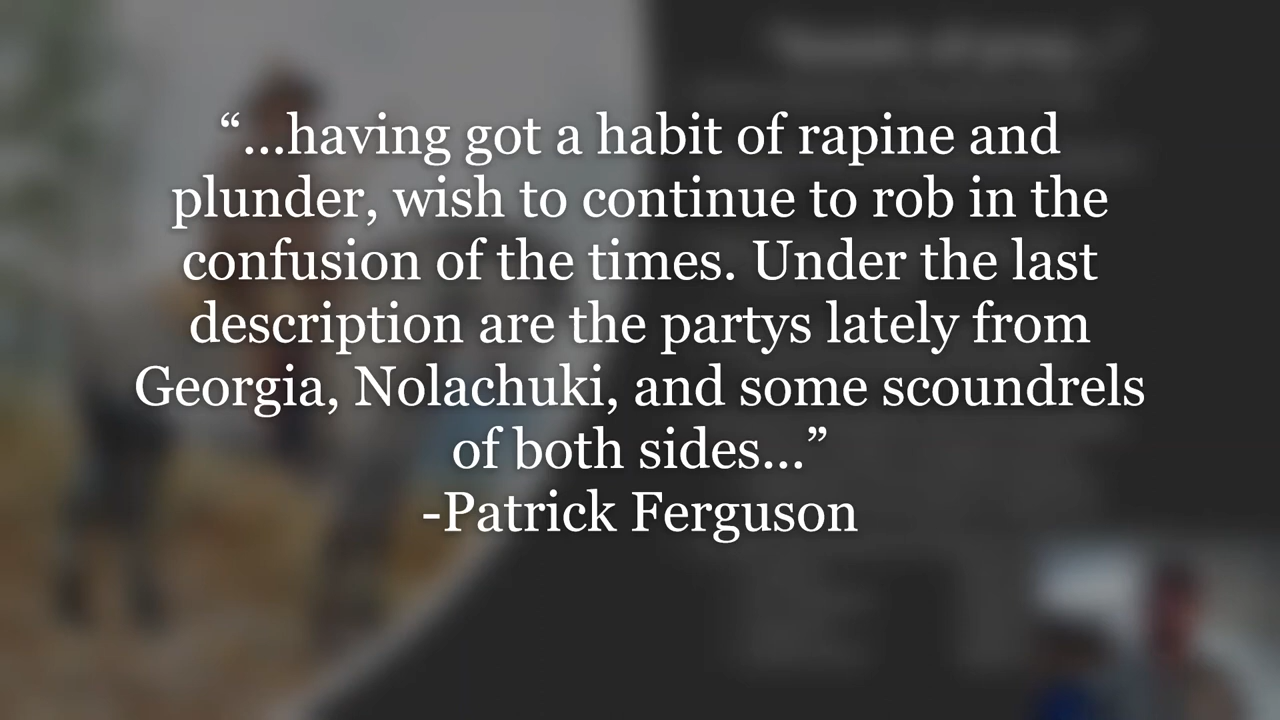 “...having got a habit of rapine and
plunder, wish to continue to rob in the
confusion of the times. Under the last
description are the partys lately from
Georgia, Nolachuki, and some scoundrels
of both sides...”
-Patrick Ferguson